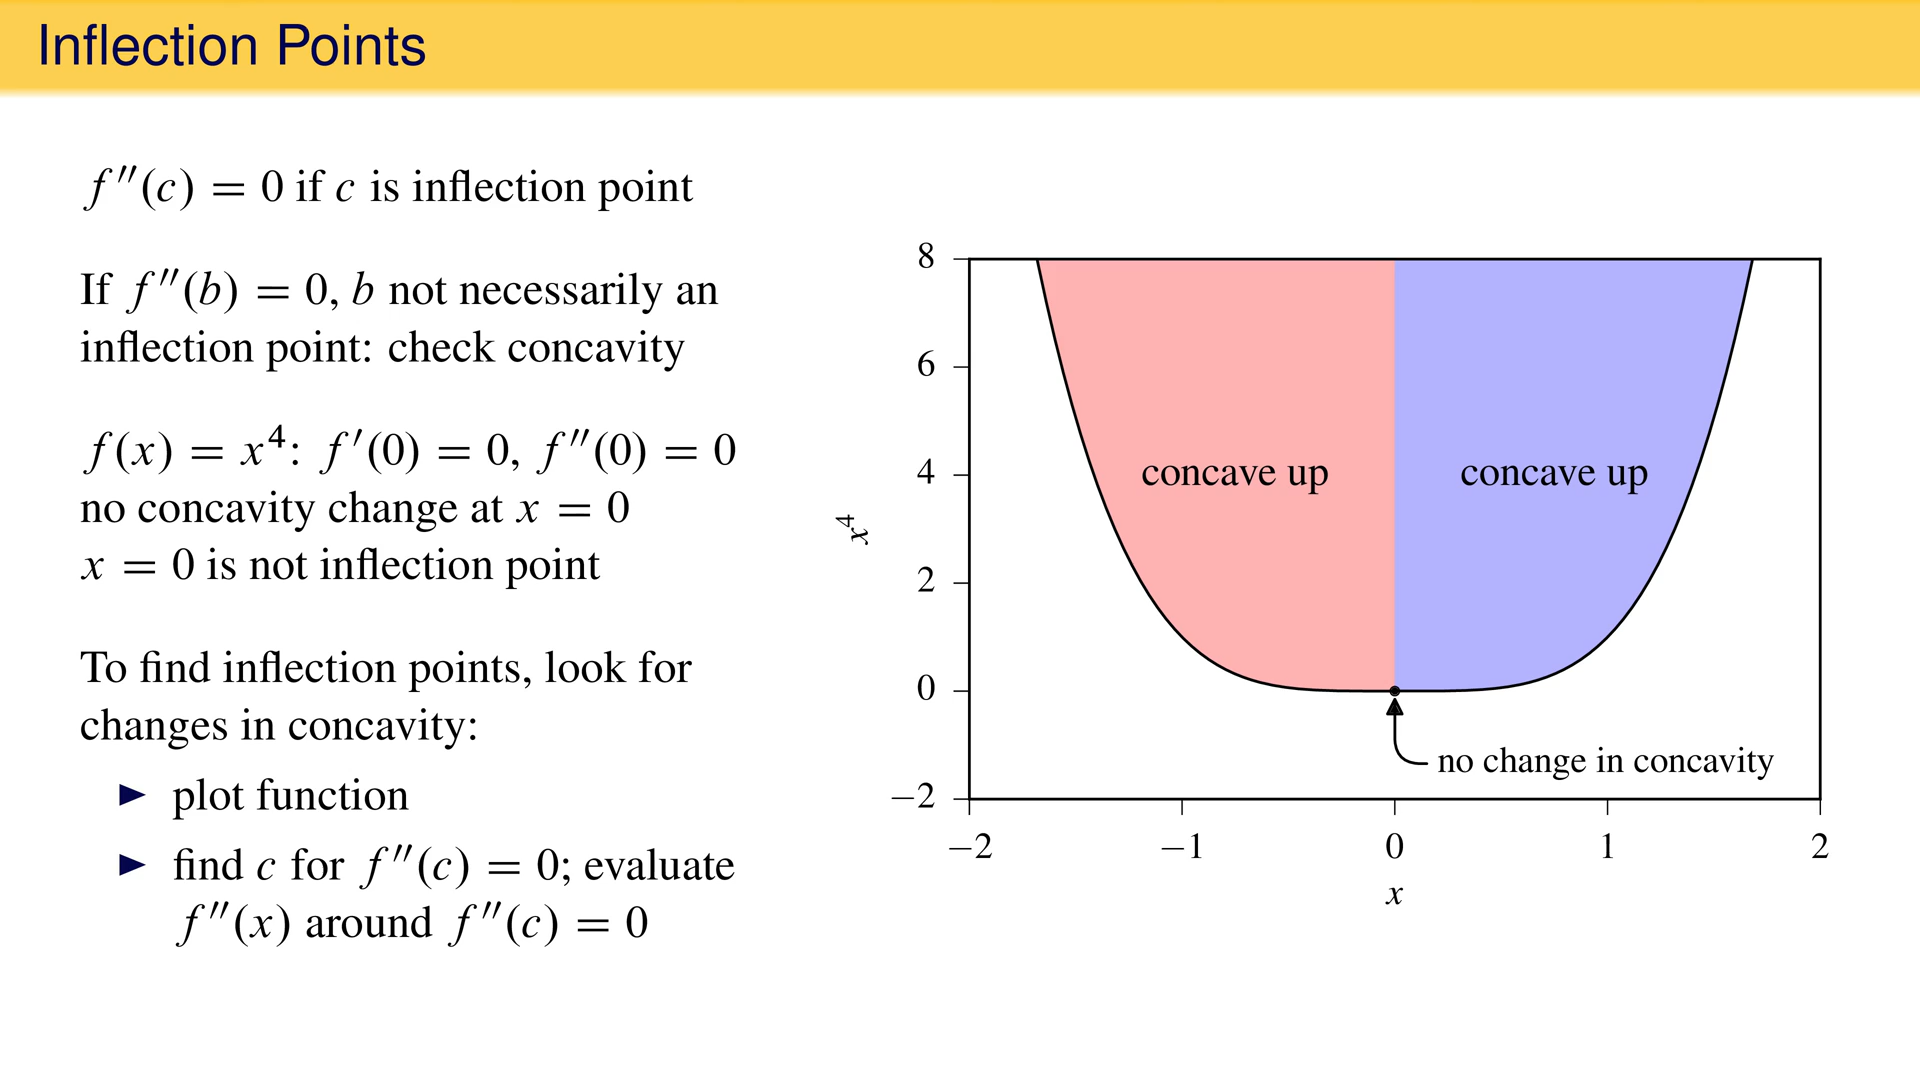 Inflection Points
f″(c) = 0 if c is inflection point
If f″(b) = 0, b not necessarily an
inflection point: check concavity
f(x) = x⁴: f′(0) = 0, f″(0) = 0
no concavity change at x = 0
x = 0 is not inflection point
To find inflection points, look for
changes in concavity:
▶ plot function
▶ find c for f″(c) = 0; evaluate
f″(x) around f″(c) = 0
8
6
4
2
0
−2
x⁴
concave up
concave up
no change in concavity
−2
−1
0
1
2
x